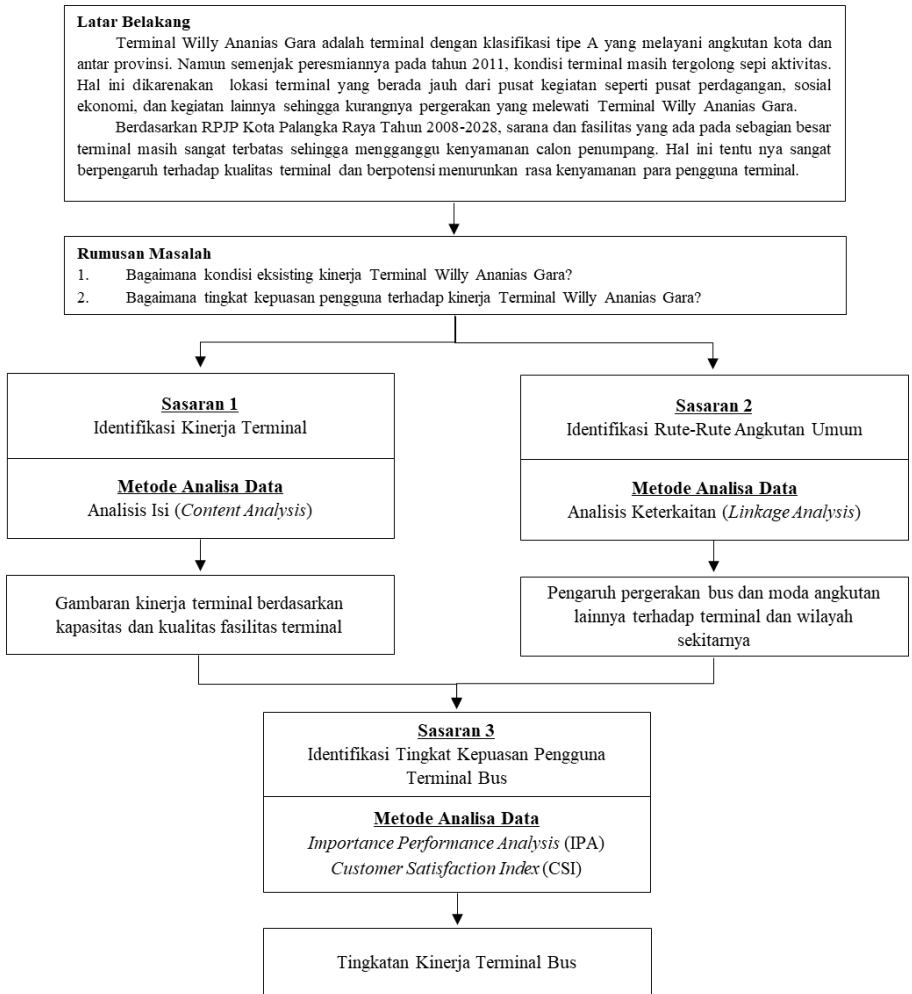 Latar Belakang
Terminal Willy Ananias Gara adalah terminal dengan klasifikasi tipe A yang melayani angkutan kota dan
antar provinsi. Namun semenjak peresmiannya pada tahun 2011, kondisi terminal masih tergolong sepi aktivitas.
Hal ini dikarenakan lokasi terminal yang berada jauh dari pusat kegiatan seperti pusat perdagangan, sosial
ekonomi, dan kegiatan lainnya sehingga kurangnya pergerakan yang melewati Terminal Willy Ananias Gara.
Berdasarkan RPJP Kota Palangka Raya Tahun 2008-2028, sarana dan fasilitas yang ada pada sebagian besar
terminal masih sangat terbatas sehingga mengganggu kenyamanan calon penumpang. Hal ini tentu nya sangat
berpengaruh terhadap kualitas terminal dan berpotensi menurunkan rasa kenyamanan para pengguna terminal.
Rumusan Masalah
1. Bagaimana kondisi eksisting kinerja Terminal Willy Ananias Gara?
2. Bagaimana tingkat kepuasan pengguna terhadap kinerja Terminal Willy Ananias Gara?
Sasaran 1
Identifikasi Kinerja Terminal
Metode Analisa Data
Analisis Isi (Content Analysis)
Gambaran kinerja terminal berdasarkan
kapasitas dan kualitas fasilitas terminal
Sasaran 2
Identifikasi Rute-Rute Angkutan Umum
Metode Analisa Data
Analisis Keterkaitan (Linkage Analysis)
Pengaruh pergerakan bus dan moda angkutan
lainnya terhadap terminal dan wilayah
sekitarnya
Sasaran 3
Identifikasi Tingkat Kepuasan Pengguna
Terminal Bus
Metode Analisa Data
Importance Performance Analysis (IPA)
Customer Satisfaction Index (CSI)
Tingkatan Kinerja Terminal Bus